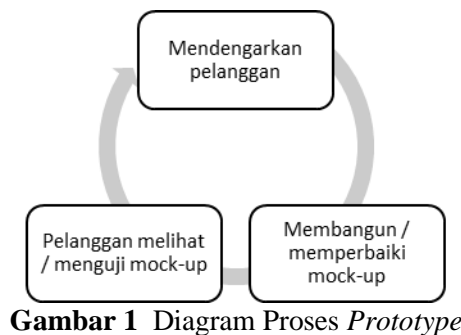 Mendengarkan
pelanggan
Pelanggan melihat
/ menguji mock-up
Membangun /
memperbaiki
mock-up
Gambar 1 Diagram Proses Prototype